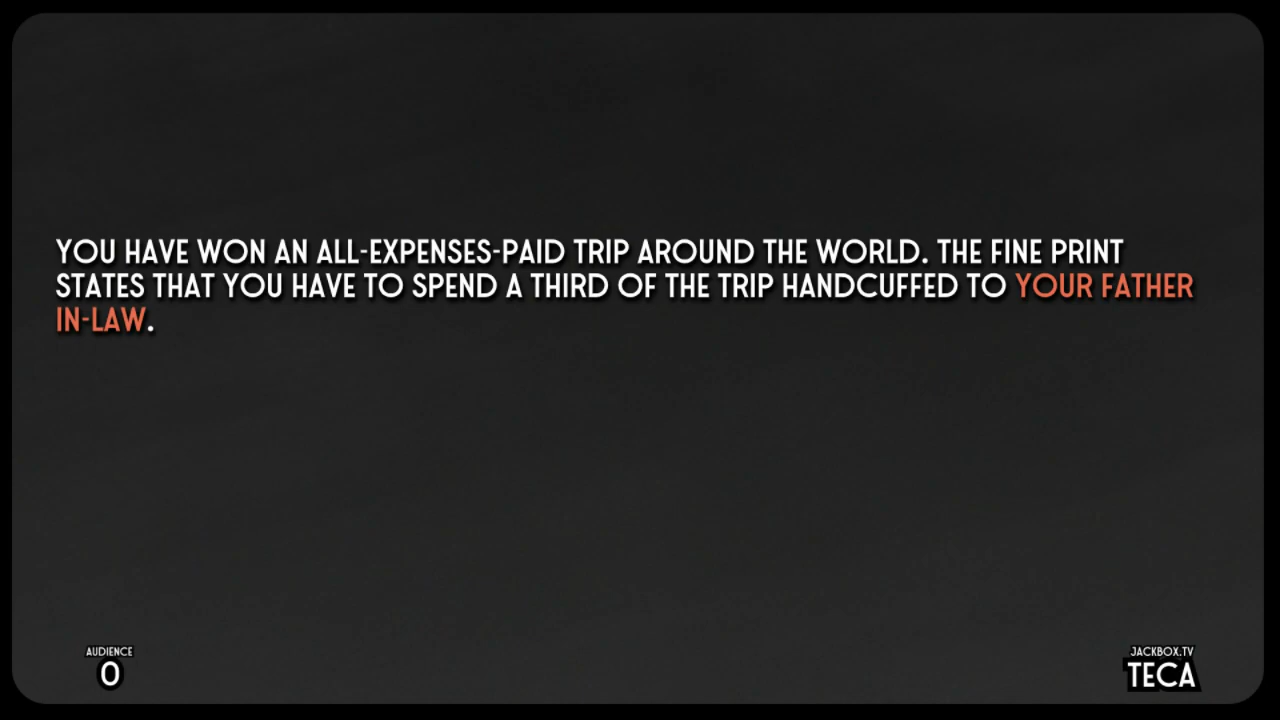 YOU HAVE WON AN ALL-EXPENSES-PAID TRIP AROUND THE WORLD. THE FINE PRINT
STATES THAT YOU HAVE TO SPEND A THIRD OF THE TRIP HANDCUFFED TO YOUR FATHER
IN-LAW.
AUDIENCE
0
JACKBOX.TV
TECA